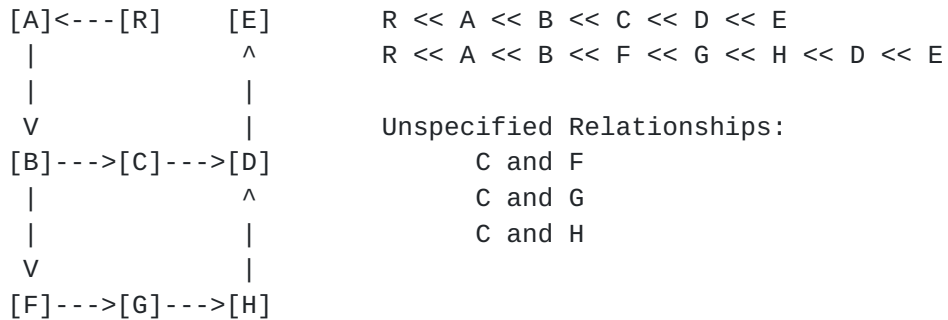 [A]<---[R]    [E]       R << A << B << C << D << E
 |             ^        R << A << B << F << G << H << D << E
 |             |
 V             |        Unspecified Relationships:
[B]--->[C]--->[D]             C and F
 |             ^              C and G
 |             |              C and H
 V             |
[F]--->[G]--->[H]